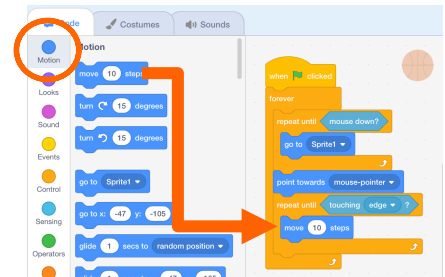 de
Costumes
Sounds
Motion
Looks
Sound
Events
Control
Sensing
Operators
Motion
move 10 steps
turn 15 degrees
turn 15 degrees
go to Sprite1
go to x: -47 y: -105
glide 1 secs to random position
when clicked
forever
repeat until mouse down?
go to Sprite1
point towards mouse-pointer
repeat until touching edge ?
move 10 steps